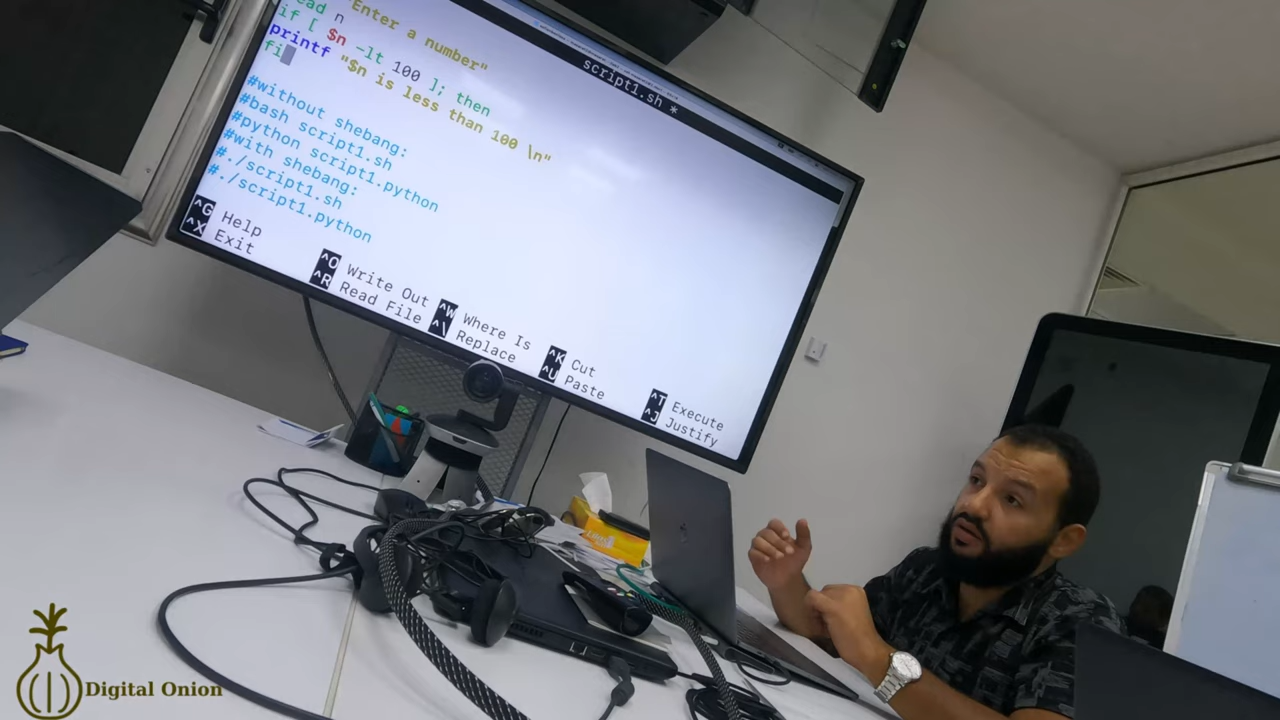 script1.sh *
"Enter a number"
read n
if [ $n -lt 100 ]; then
printf "$n is less than 100 \n"
fi
#without shebang:
#bash script1.sh
#python script1.python
#with shebang:
#./script1.sh
#./script1.python
^G Help ^O Write Out ^W Where Is ^K Cut ^T Execute
^X Exit ^R Read File ^\ Replace ^U Paste ^J Justify
Digital Onion